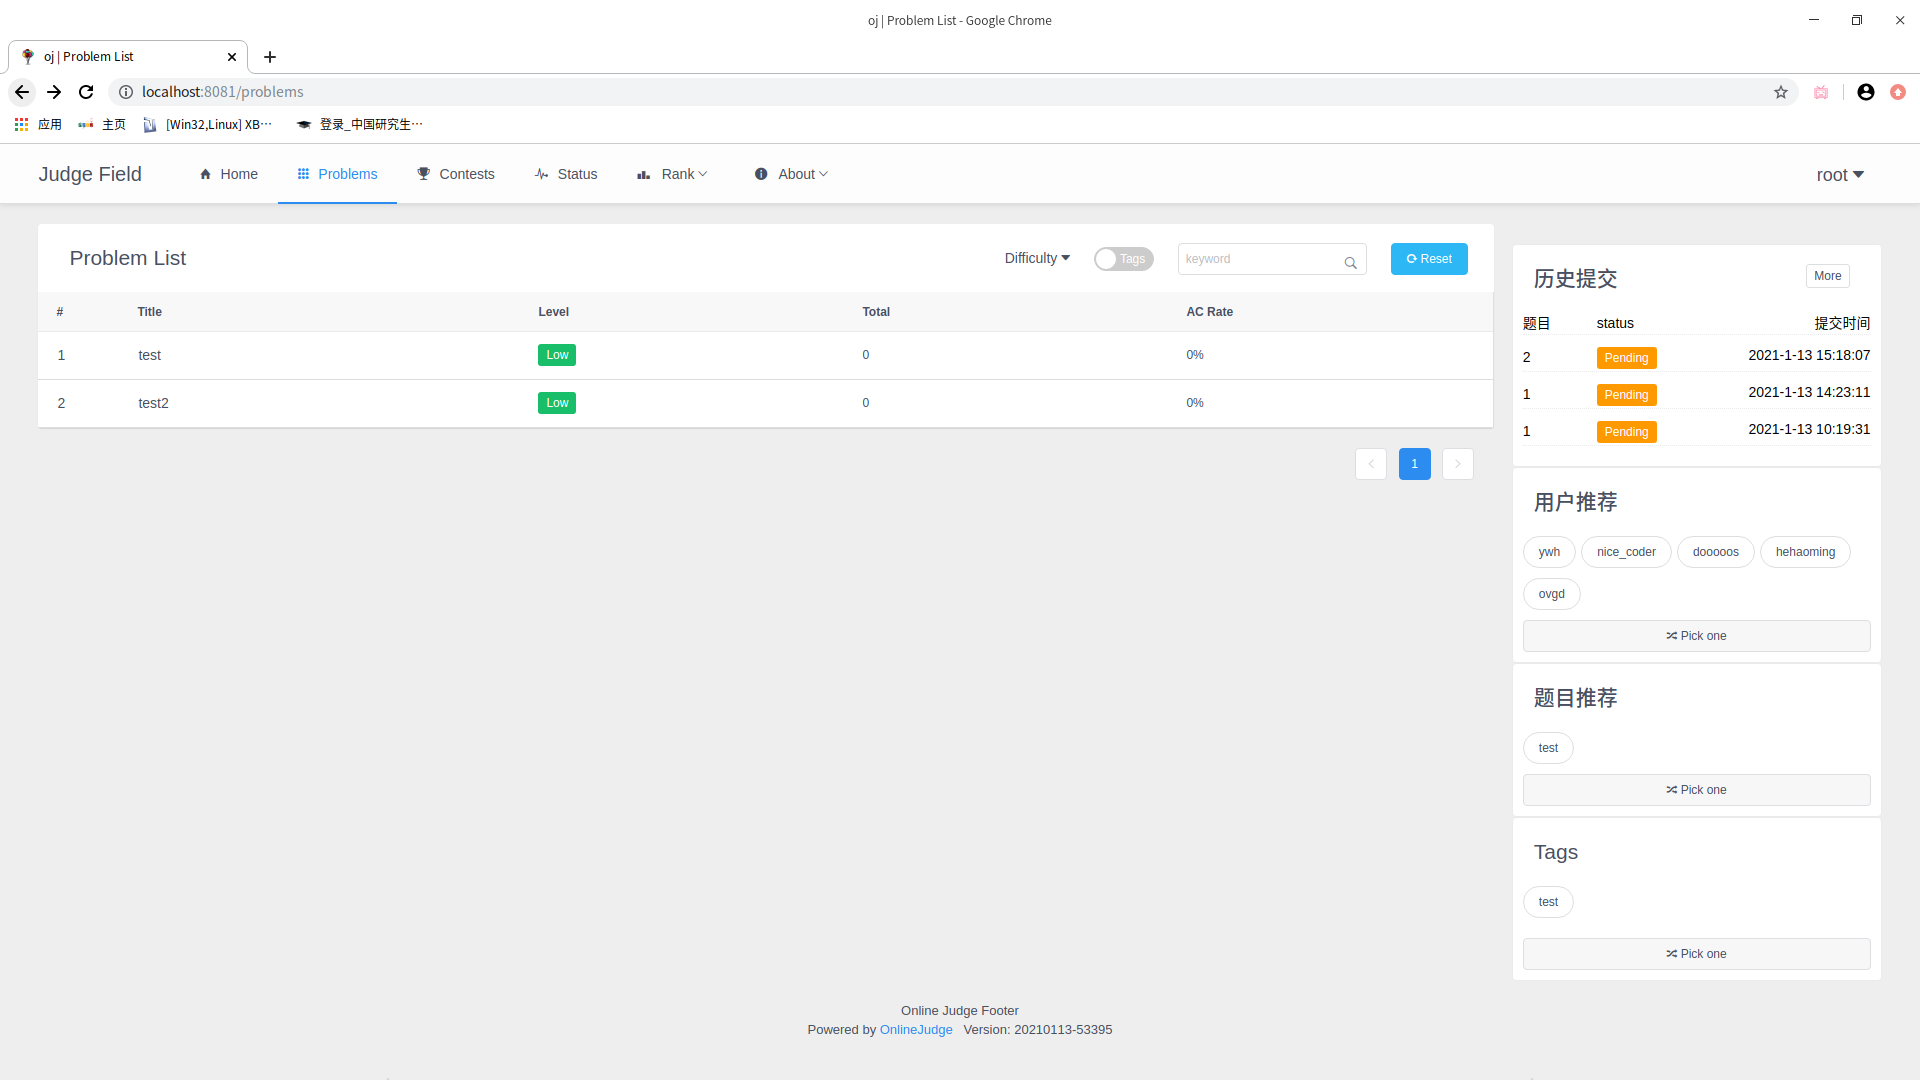 oj | Problem List - Google Chrome
oj | Problem List
localhost:8081/problems
应用 主页 [Win32,Linux] XB⋯ 登录_中国研究生⋯
Judge Field Home Problems Contests Status Rank About root
Problem List Difficulty Tags keyword Reset
# Title Level Total AC Rate
1 test Low 0 0%
2 test2 Low 0 0%
1
历史提交 More
题目 status 提交时间
2 Pending 2021-1-13 15:18:07
1 Pending 2021-1-13 14:23:11
1 Pending 2021-1-13 10:19:31
用户推荐
ywh nice_coder dooooos hehaoming
ovgd
Pick one
题目推荐
test
Pick one
Tags
test
Pick one
Online Judge Footer
Powered by OnlineJudge Version: 20210113-53395